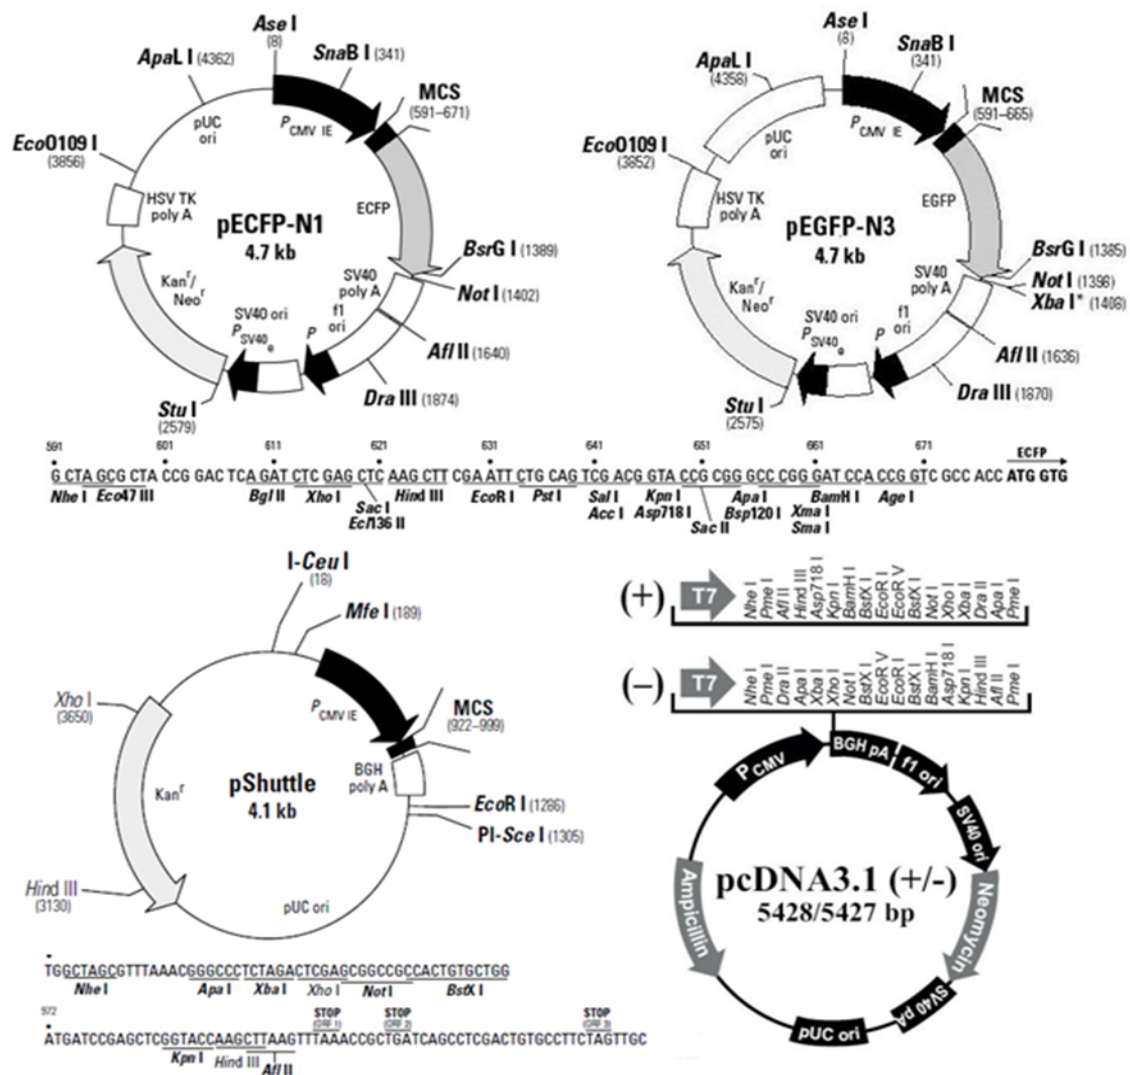 Ase I
(8)
SnaB I (341)
ApaL I (4362)
MCS
(591–671)
EcoO109 I
(3856)
pUC
ori
P CMV IE
HSV TK
poly A
ECFP
pECFP-N1
4.7 kb
BsrG I (1389)
Not I (1402)
Kanr/
Neor
SV40
poly A
SV40 ori
f1
ori
P SV40 e
P
Afl II
(1640)
Dra III (1874)
Stu I
(2579)
Ase I
(8)
SnaB I
(341)
ApaL I
(4358)
MCS
(591–665)
EcoO109 I
(3852)
pUC
ori
P CMV IE
HSV TK
poly A
EGFP
pEGFP-N3
4.7 kb
BsrG I
(1385)
Not I (1398)
Xba I* (1408)
Kanr/
Neor
SV40
poly A
SV40 ori
f1
ori
P SV40 e
P
Afl II
(1636)
Dra III (1870)
Stu I
(2575)
591 601 611 621 631 641 651 661 671 ECFP
G CTA GCG CTA CCG GAC TCA GAT CTC GAG CTC AAG CTT CGA ATT CTG CAG TCG ACG GTA CCG CGG GCC CGG GAT CCA CCG GTC GCC ACC ATG GTG
Nhe I Eco47 III Bgl II Xho I Hind III EcoR I Pst I Sal I Kpn I Apa I BamH I Age I
Sac I Acc I Asp718 I Bsp120 I Xma I
Ecl136 II Sac II Sma I
I-Ceu I
(18)
Mfe I (189)
Xho I
(3650)
P CMV IE
MCS
(922–999)
BGH
poly A
pShuttle
4.1 kb
Kanr
EcoR I (1286)
PI-Sce I (1305)
Hind III
(3130)
pUC ori
TGGCTAGCGTTTAAACGGGCCCTCTAGACTCGAGCGGCCGCCACTGTGCTGG
Nhe I Apa I Xba I Xho I Not I BstX I
972 STOP STOP STOP
(ORF 1) (ORF 2) (ORF 3)
ATGATCCGAGCTCGGTACCAAGCTTAAGTTTAAACCGCTGATCAGCCTCGACTGTGCCTTCTAGTTGC
Kpn I Hind III
Afl II
(+) T7 Nhe I Pme I Afl II Hind III Asp718 I Kpn I BamH I BstX I EcoR I EcoR V BstX I Not I Xho I Xba I Dra II Apa I Pme I
(–) T7 Nhe I Pme I Dra II Apa I Xba I Xho I Not I BstX I EcoR V EcoR I BstX I BamH I Asp718 I Kpn I Hind III Afl II Pme I
P CMV
BGH pA
f1 ori
SV40 ori
Neomycin
SV40 pA
pUC ori
Ampicillin
pcDNA3.1 (+/-)
5428/5427 bp